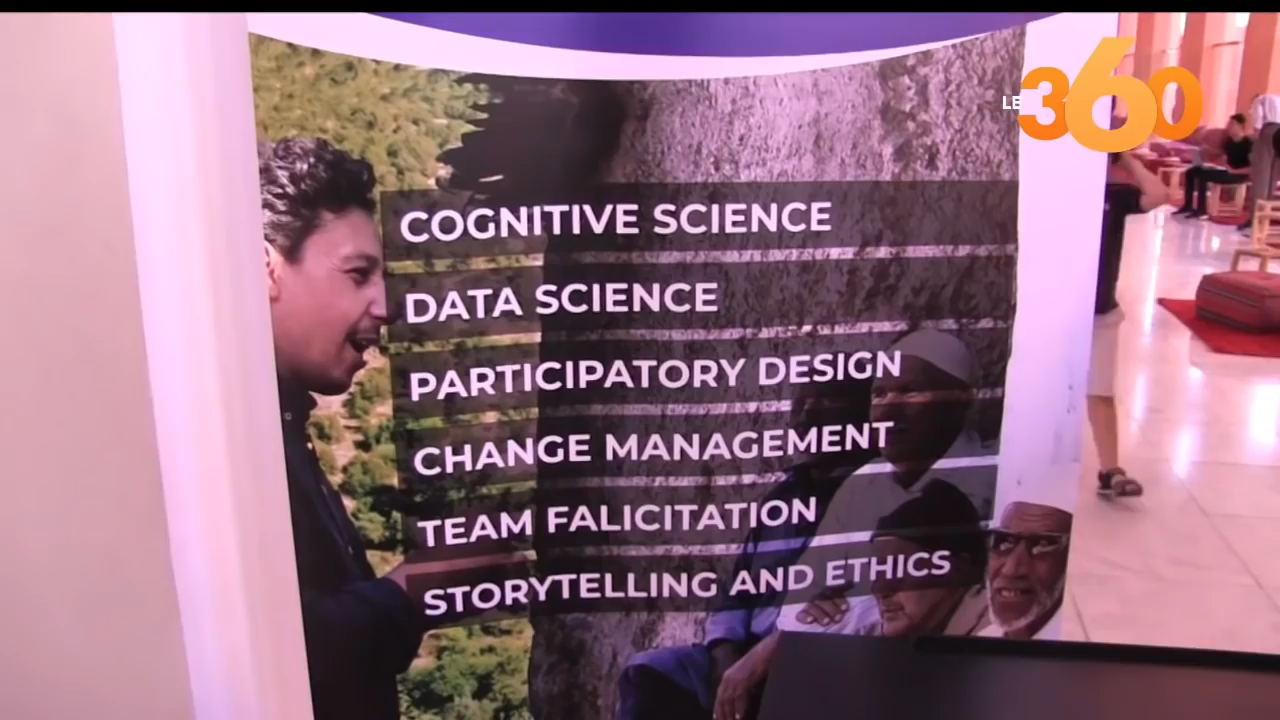 LE 360
COGNITIVE SCIENCE
DATA SCIENCE
PARTICIPATORY DESIGN
CHANGE MANAGEMENT
TEAM FALICITATION
STORYTELLING AND ETHICS